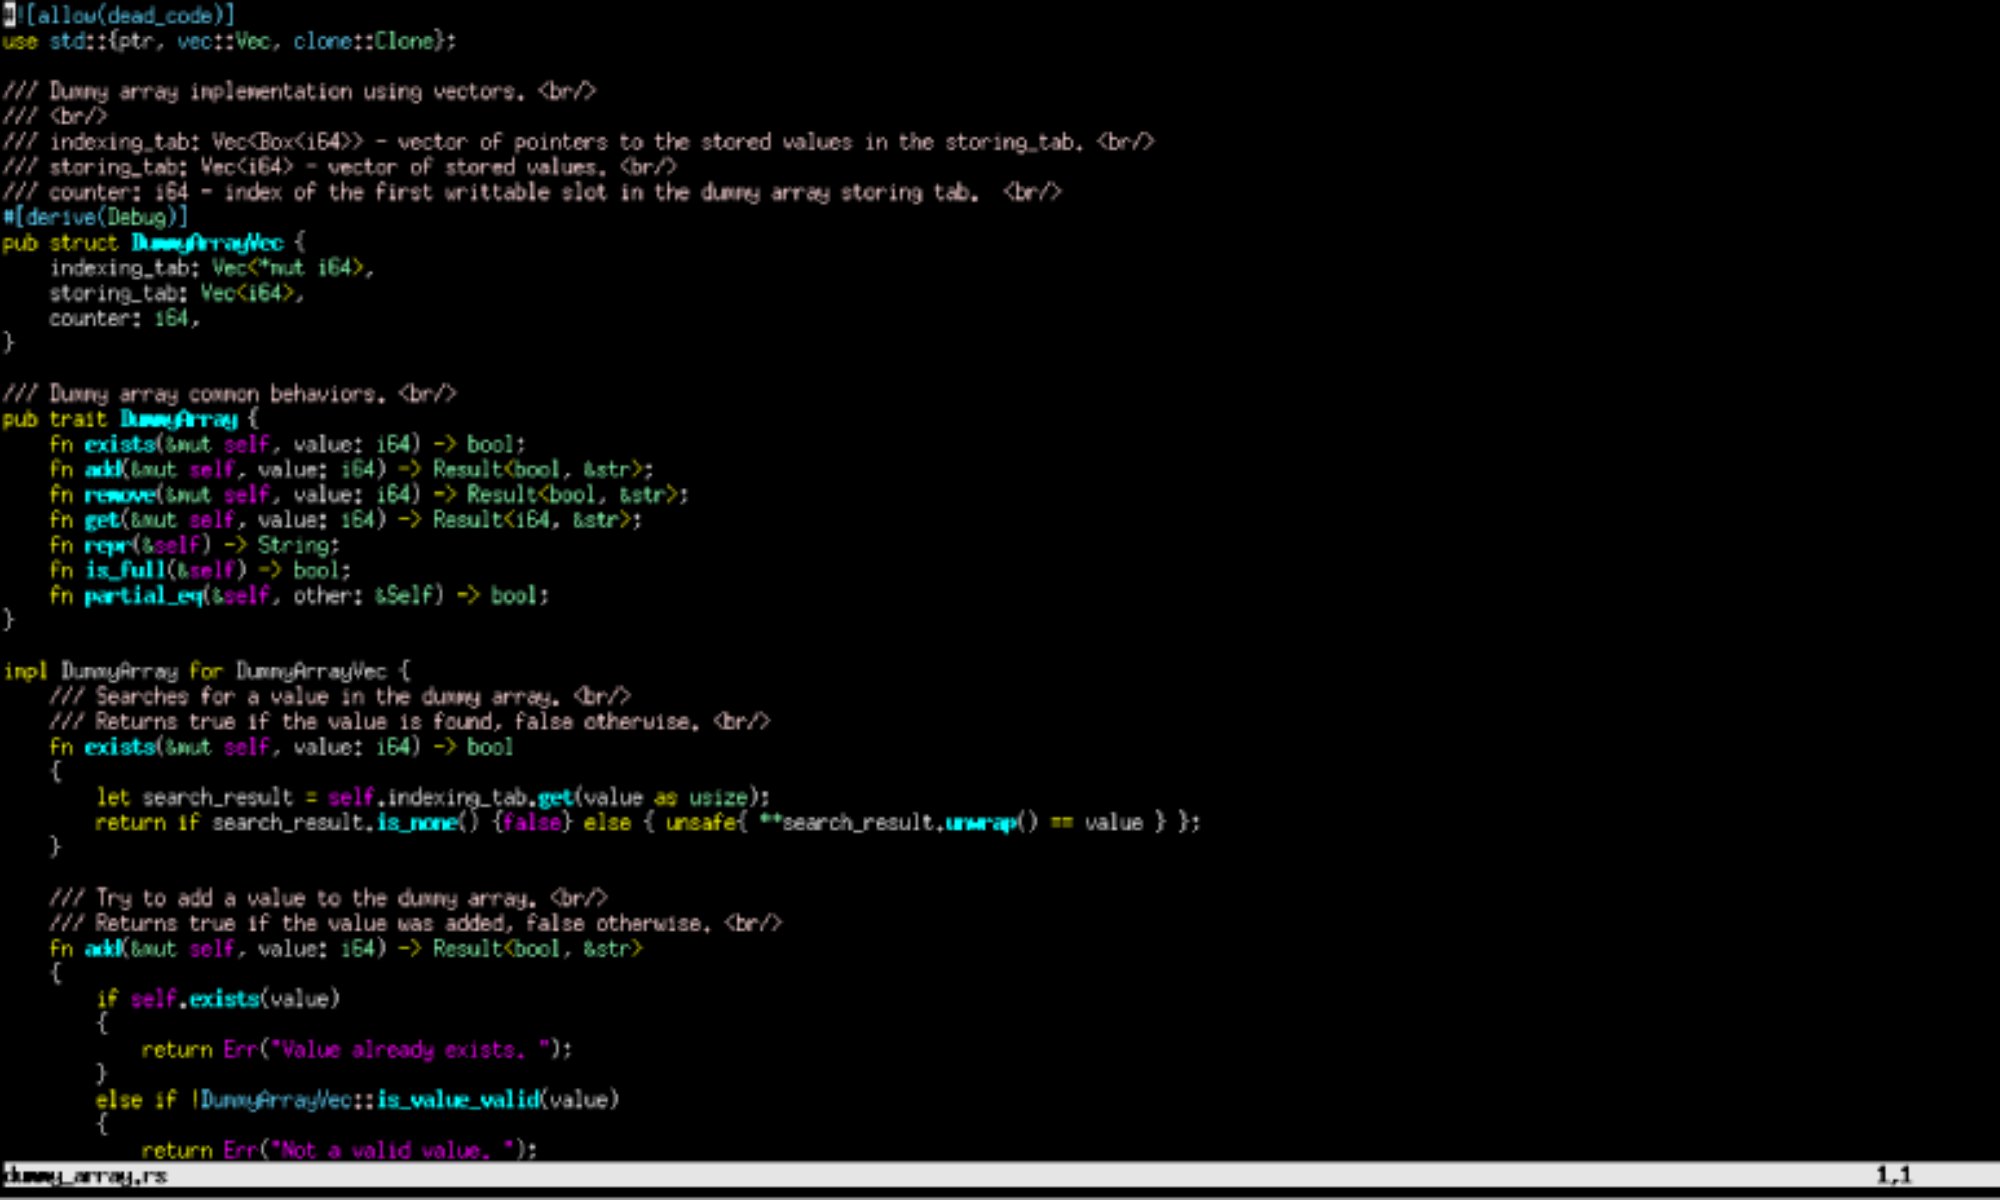 #![allow(dead_code)]
use std::{ptr, vec::Vec, clone::Clone};

/// Dummy array implementation using vectors. <br/>
/// <br/>
/// indexing_tab: Vec<Box<i64>> - vector of pointers to the stored values in the storing_tab. <br/>
/// storing_tab: Vec<i64> - vector of stored values. <br/>
/// counter: i64 - index of the first writtable slot in the dummy array storing tab.  <br/>
#[derive(Debug)]
pub struct DummyArrayVec {
    indexing_tab: Vec<*mut i64>,
    storing_tab: Vec<i64>,
    counter: i64,
}

/// Dummy array common behaviors. <br/>
pub trait DummyArray {
    fn exists(&mut self, value: i64) -> bool;
    fn add(&mut self, value: i64) -> Result<bool, &str>;
    fn remove(&mut self, value: i64) -> Result<bool, &str>;
    fn get(&mut self, value: i64) -> Result<i64, &str>;
    fn repr(&self) -> String;
    fn is_full(&self) -> bool;
    fn partial_eq(&self, other: &Self) -> bool;
}

impl DummyArray for DummyArrayVec {
    /// Searches for a value in the dummy array. <br/>
    /// Returns true if the value is found, false otherwise. <br/>
    fn exists(&mut self, value: i64) -> bool
    {
        let search_result = self.indexing_tab.get(value as usize);
        return if search_result.is_none() {false} else { unsafe{ **search_result.unwrap() == value } };
    }

    /// Try to add a value to the dummy array. <br/>
    /// Returns true if the value was added, false otherwise. <br/>
    fn add(&mut self, value: i64) -> Result<bool, &str>
    {
        if self.exists(value)
        {
            return Err("Value already exists. ");
        }
        else if !DummyArrayVec::is_value_valid(value)
        {
            return Err("Not a valid value. ");
dummy_array.rs 1,1